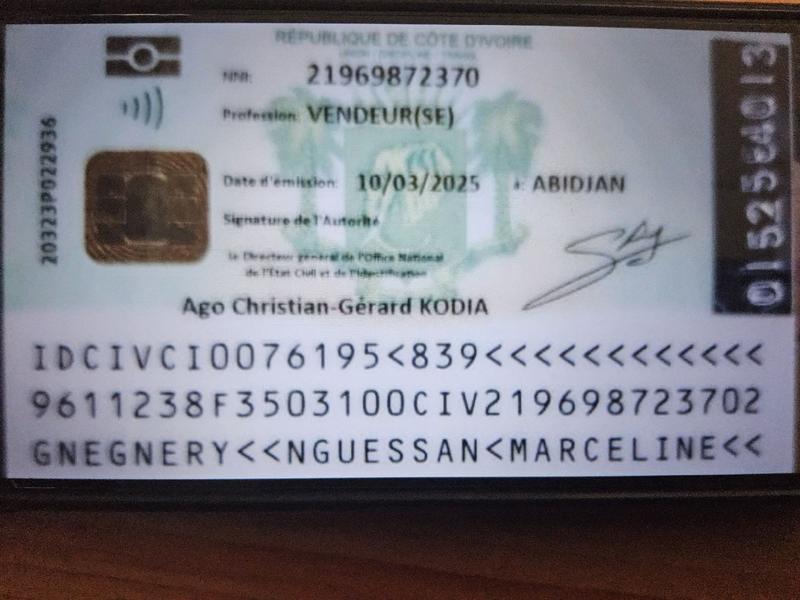 RÉPUBLIQUE DE CÔTE D'IVOIRE
NNI: 21969872370
Profession: VENDEUR(SE)
Date d'émission: 10/03/2025 à: ABIDJAN
Signature de l'Autorité
Le Directeur général de l'Office National
de l'État Civil et de l'Identification
Ago Christian-Gérard KODIA
20323P022936
IDCIVCI0076195<839<<<<<<<<<<<<
9611238F3503100CIV219698723702
GNEGNERY<<NGUESSAN<MARCELINE<<